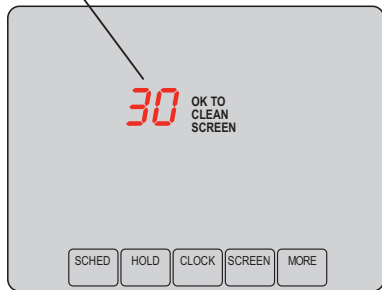 30 OK TO
CLEAN
SCREEN
SCHED HOLD CLOCK SCREEN MORE